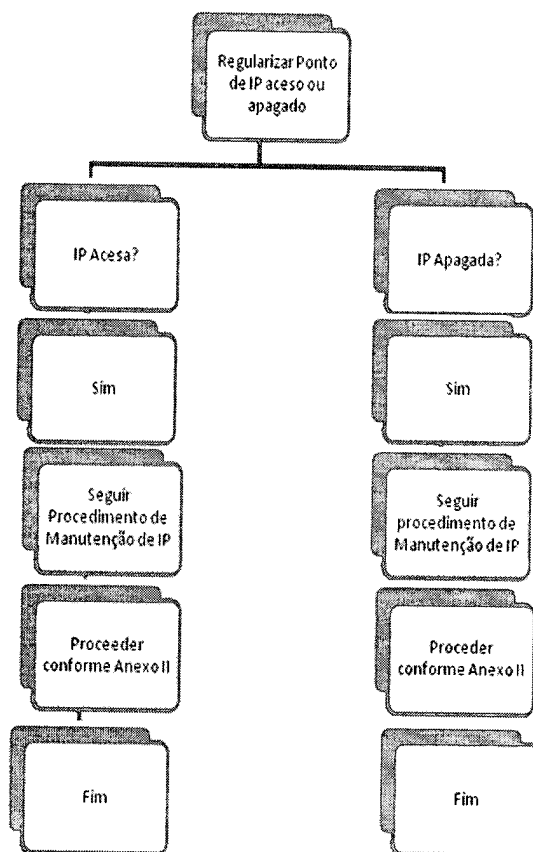 Regularizar Ponto
de IP aceso ou
apagado
IP Acesa?
Sim
Seguir
Procedimento de
Manutenção de IP
Proceeder
conforme Anexo II
Fim
IP Apagada?
Sim
Seguir
procedimento de
Manutenção de IP
Proceder
conforme Anexo II
Fim